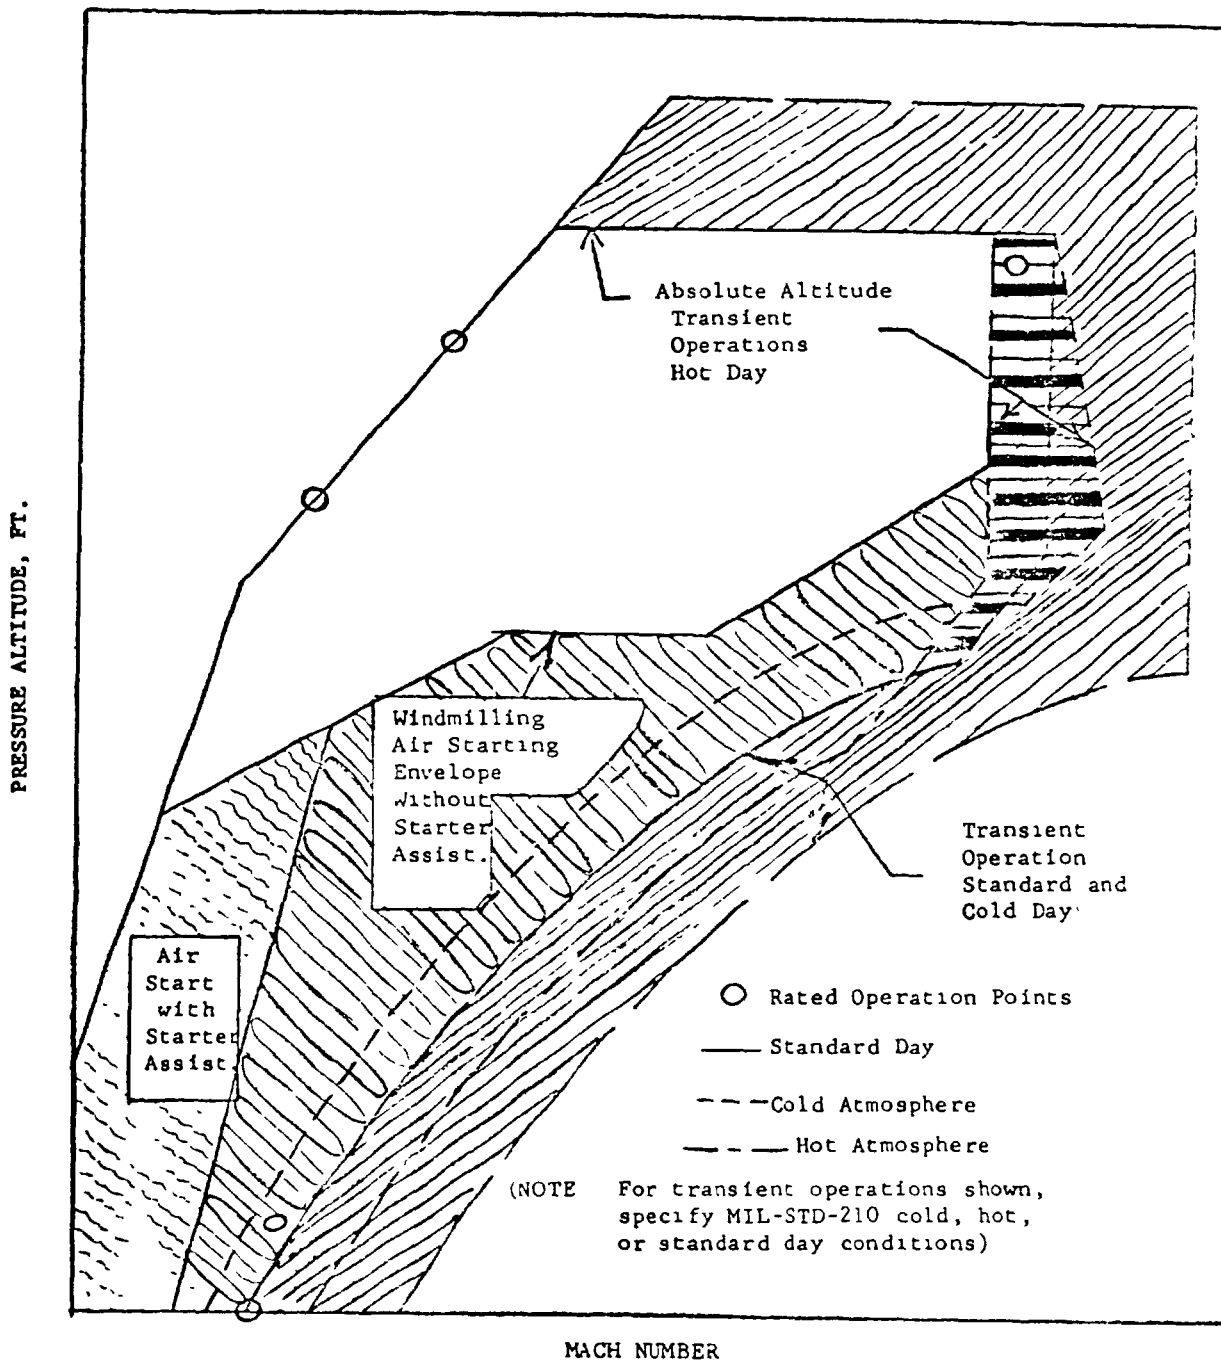 PRESSURE ALTITUDE, FT.
Absolute Altitude
Transient
Operations
Hot Day
Windmilling
Air Starting
Envelope
Without
Starter
Assist.
Transient
Operation
Standard and
Cold Day
Air
Start
with
Starter
Assist.
Rated Operation Points
Standard Day
Cold Atmosphere
Hot Atmosphere
(NOTE For transient operations shown,
specify MIL-STD-210 cold, hot,
or standard day conditions)
MACH NUMBER